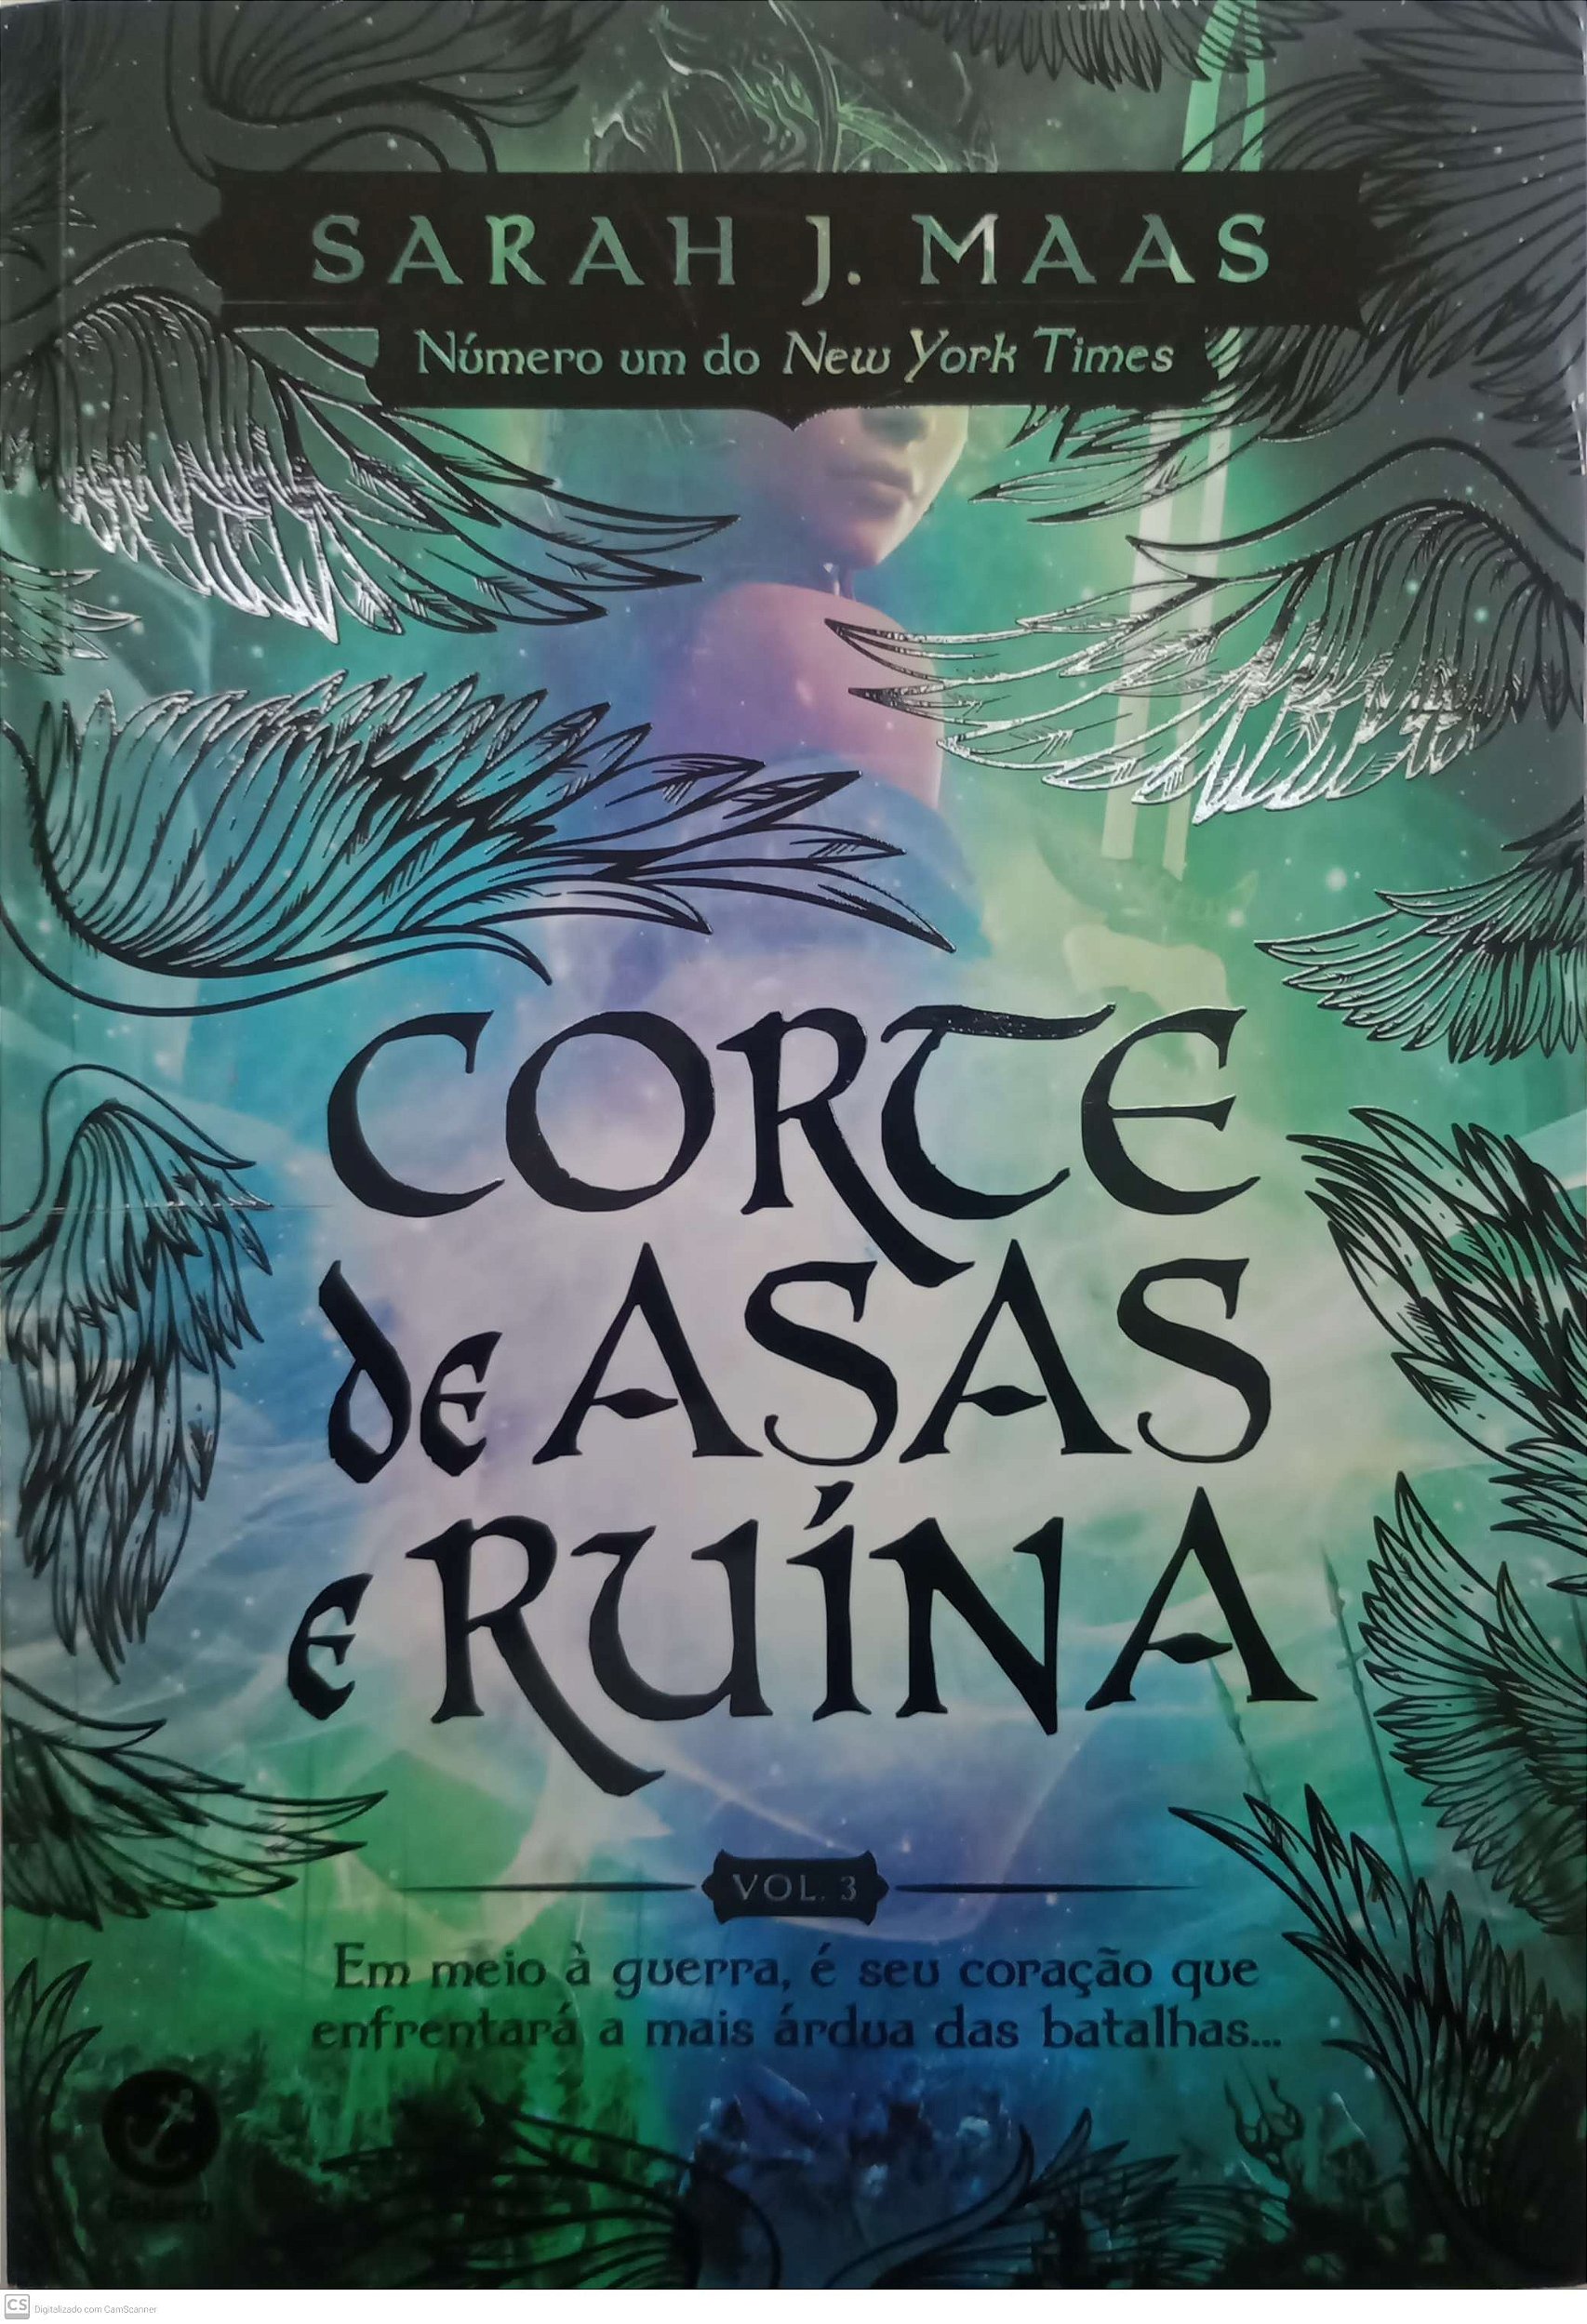 SARAH J. MAAS
Número um do New York Times
CORTE
de ASAS
e RUÍNA
VOL. 3
Em meio à guerra, é seu coração que
enfrentará a mais árdua das batalhas...
Galera
CS Digitalizado com CamScanner